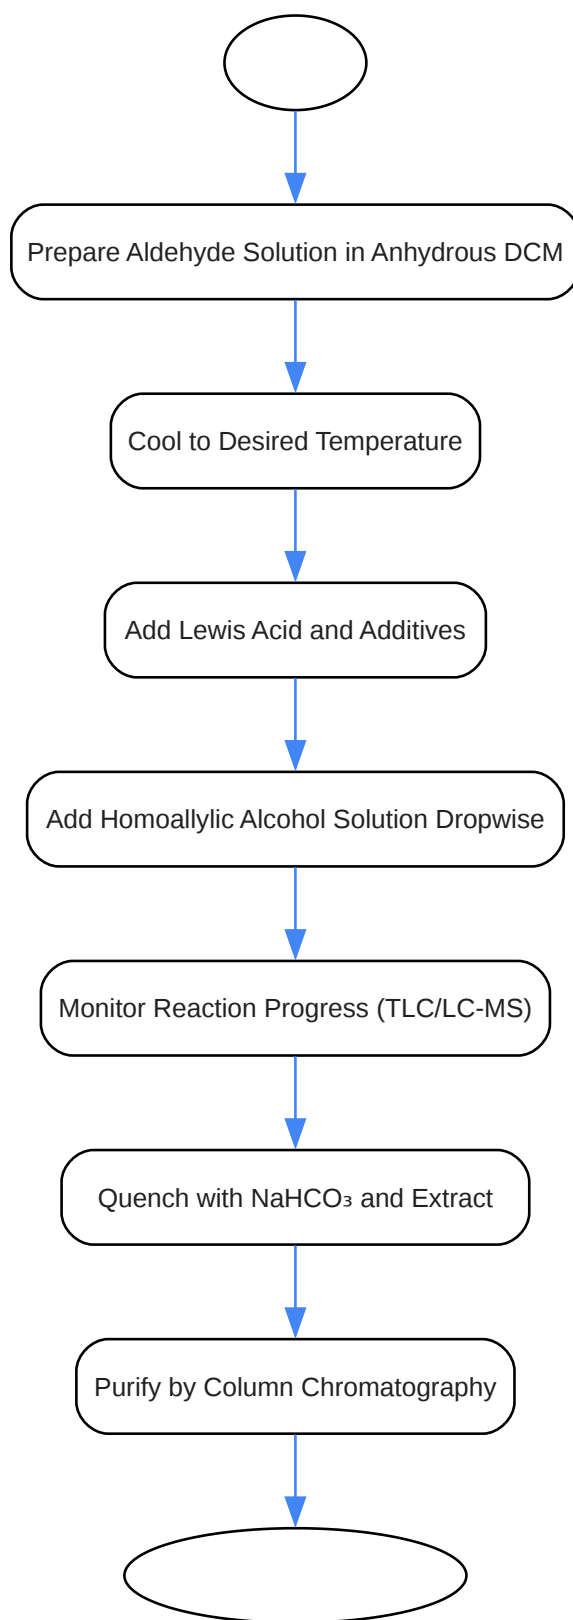 Prepare Aldehyde Solution in Anhydrous DCM
Cool to Desired Temperature
Add Lewis Acid and Additives
Add Homoallylic Alcohol Solution Dropwise
Monitor Reaction Progress (TLC/LC-MS)
Quench with NaHCO₃ and Extract
Purify by Column Chromatography